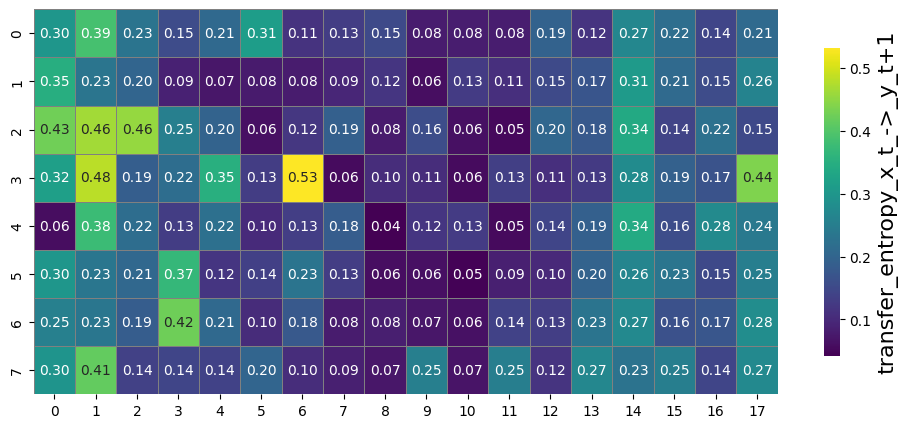 0 0.30 0.39 0.23 0.15 0.21 0.31 0.11 0.13 0.15 0.08 0.08 0.08 0.19 0.12 0.27 0.22 0.14 0.21
1 0.35 0.23 0.20 0.09 0.07 0.08 0.08 0.09 0.12 0.06 0.13 0.11 0.15 0.17 0.31 0.21 0.15 0.26
2 0.43 0.46 0.46 0.25 0.20 0.06 0.12 0.19 0.08 0.16 0.06 0.05 0.20 0.18 0.34 0.14 0.22 0.15
3 0.32 0.48 0.19 0.22 0.35 0.13 0.53 0.06 0.10 0.11 0.06 0.13 0.11 0.13 0.28 0.19 0.17 0.44
4 0.06 0.38 0.22 0.13 0.22 0.10 0.13 0.18 0.04 0.12 0.13 0.05 0.14 0.19 0.34 0.16 0.28 0.24
5 0.30 0.23 0.21 0.37 0.12 0.14 0.23 0.13 0.06 0.06 0.05 0.09 0.10 0.20 0.26 0.23 0.15 0.25
6 0.25 0.23 0.19 0.42 0.21 0.10 0.18 0.08 0.08 0.07 0.06 0.14 0.13 0.23 0.27 0.16 0.17 0.28
7 0.30 0.41 0.14 0.14 0.14 0.20 0.10 0.09 0.07 0.25 0.07 0.25 0.12 0.27 0.23 0.25 0.14 0.27
0 1 2 3 4 5 6 7 8 9 10 11 12 13 14 15 16 17
0.5
0.4
0.3
0.2
0.1
transfer_entropy_x_t_->_y_t+1